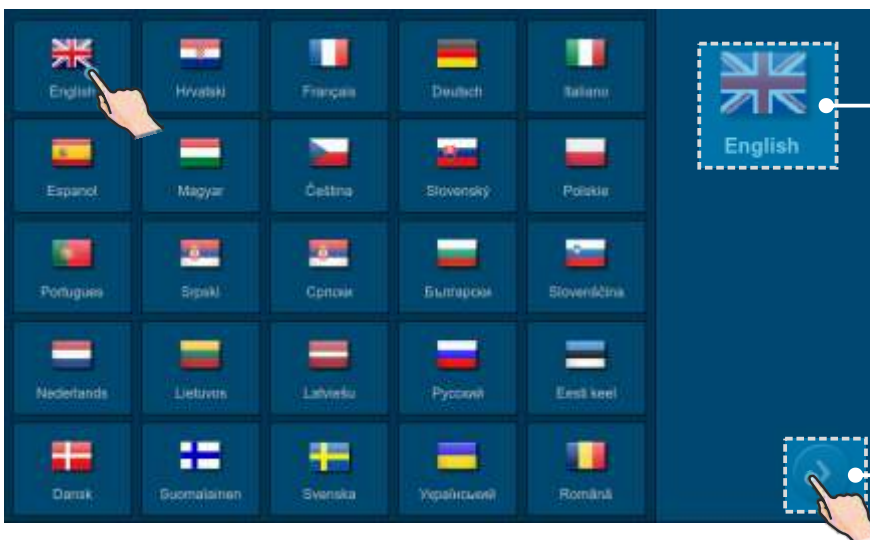 English
Hrvatski
Français
Deutsch
Italiano
English
Espanol
Magyar
Čeština
Slovenský
Polskie
Portugues
Srpski
Српски
Български
Slovenščina
Nederlands
Lietuvos
Latviešu
Русский
Eesti keel
Dansk
Suomalainen
Svenska
Український
Română